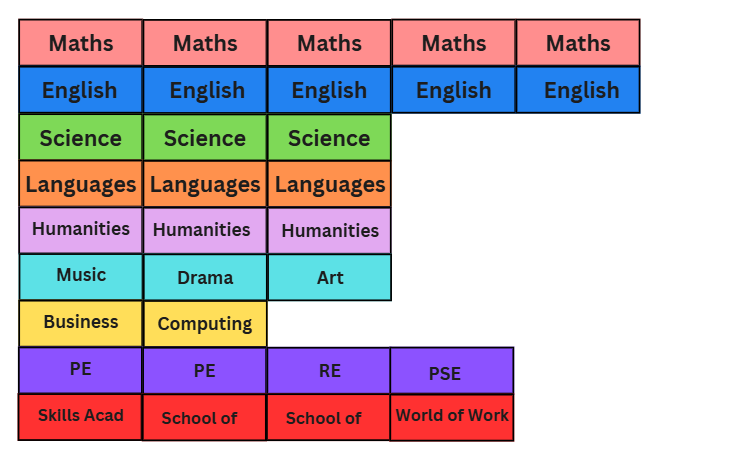 Maths Maths Maths Maths Maths
English English English English English
Science Science Science
Languages Languages Languages
Humanities Humanities Humanities
Music Drama Art
Business Computing
PE PE RE PSE
Skills Acad School of School of World of Work